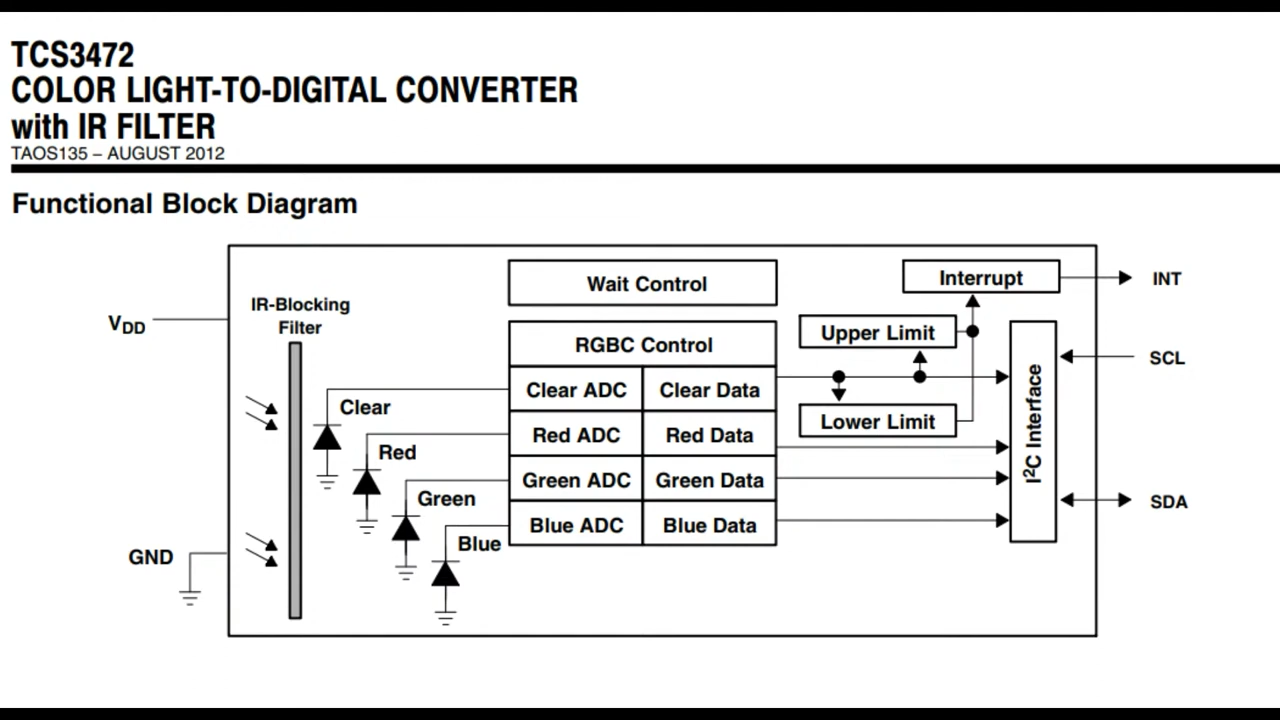 TCS3472
COLOR LIGHT-TO-DIGITAL CONVERTER
with IR FILTER
TAOS135 – AUGUST 2012
Functional Block Diagram
Wait Control
Interrupt
INT
IR-Blocking
Filter
VDD
Upper Limit
RGBC Control
SCL
Clear ADC
Clear Data
Clear
Lower Limit
Red ADC
Red Data
Red
I2C Interface
Green ADC
Green Data
Green
SDA
Blue ADC
Blue Data
Blue
GND